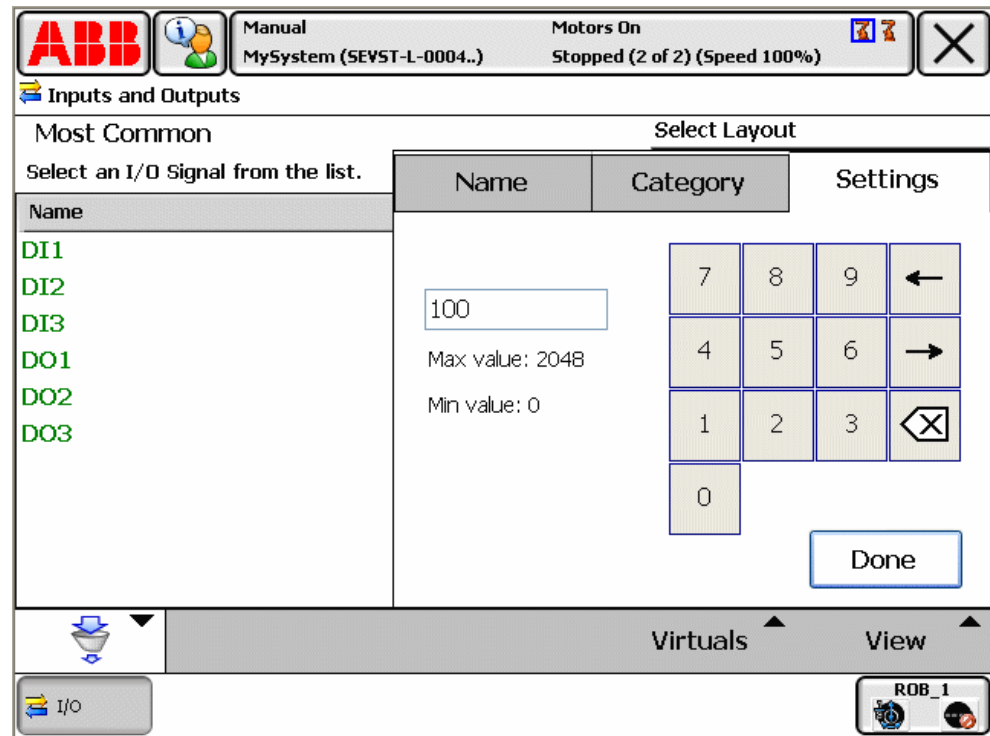 ABB
Manual
MySystem (SEVST-L-0004..)
Motors On
Stopped (2 of 2) (Speed 100%)
Inputs and Outputs
Most Common
Select Layout
Select an I/O Signal from the list.
Name
DI1
DI2
DI3
DO1
DO2
DO3
Name
Category
Settings
100
Max value: 2048
Min value: 0
7 8 9
4 5 6
1 2 3
0
Done
Virtuals
View
I/O
ROB_1